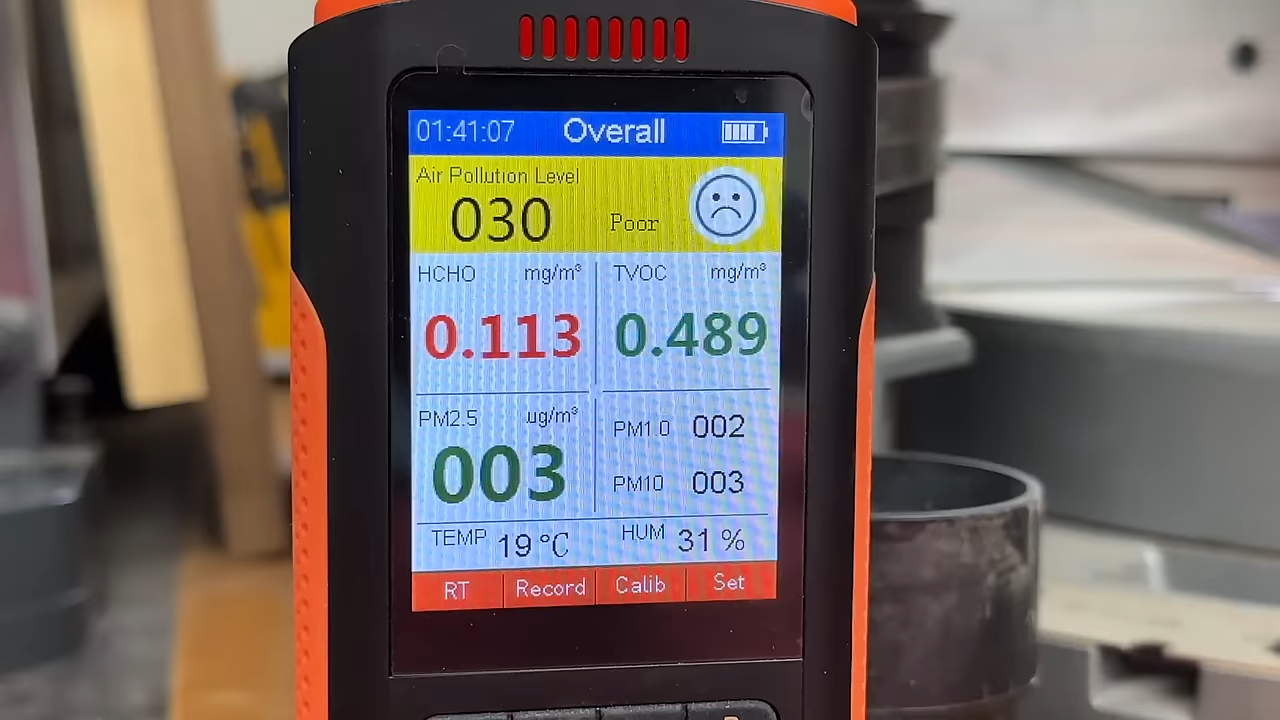 01:41:07 Overall
Air Pollution Level
030 Poor
HCHO mg/m³ TVOC mg/m³
0.113 0.489
PM2.5 ug/m³
003
PM1.0 002
PM10 003
TEMP 19 °C HUM 31 %
RT Record Calib Set